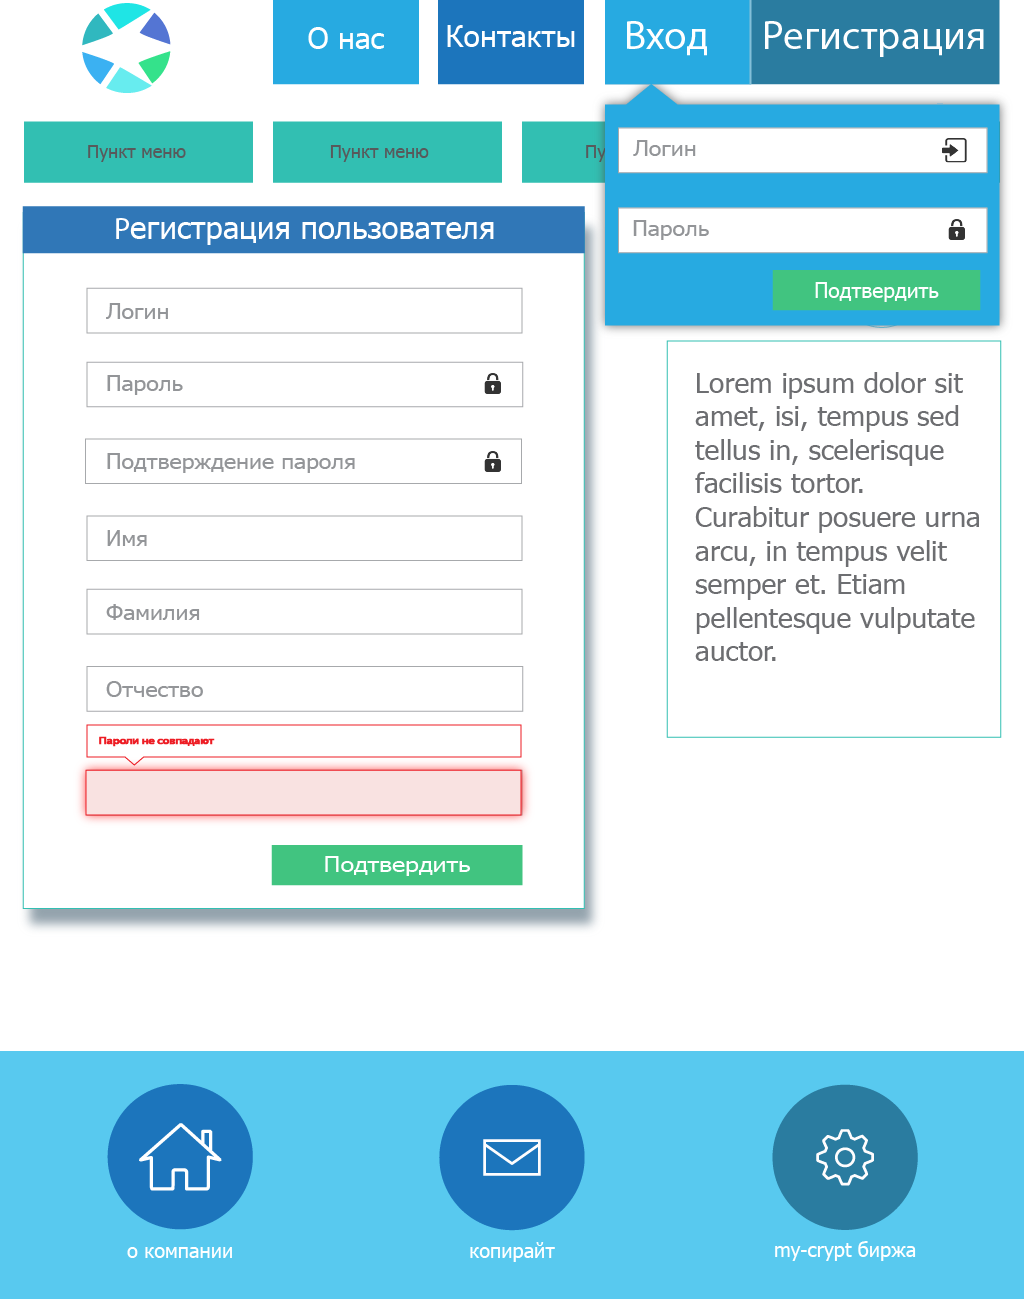 О нас
Контакты
Вход
Регистрация
Пункт меню
Пункт меню
Логин
Пароль
Подтвердить
Регистрация пользователя
Логин
Пароль
Подтверждение пароля
Имя
Фамилия
Отчество
Пароли не совпадают
Подтвердить
Lorem ipsum dolor sit
amet, isi, tempus sed
tellus in, scelerisque
facilisis tortor.
Curabitur posuere urna
arcu, in tempus velit
semper et. Etiam
pellentesque vulputate
auctor.
о компании
копирайт
my-crypt биржа